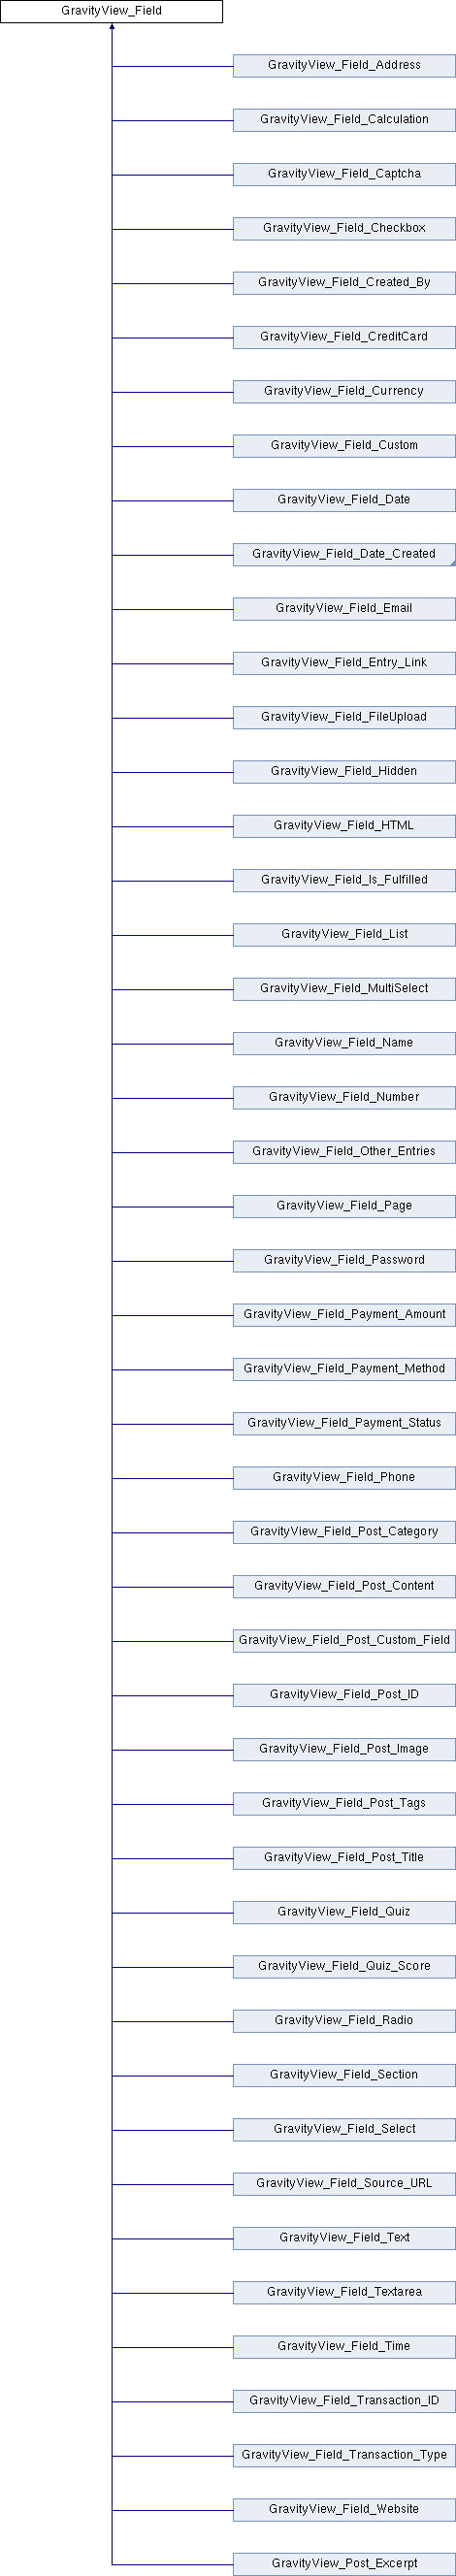 GravityView_Field
GravityView_Field_Address
GravityView_Field_Calculation
GravityView_Field_Captcha
GravityView_Field_Checkbox
GravityView_Field_Created_By
GravityView_Field_CreditCard
GravityView_Field_Currency
GravityView_Field_Custom
GravityView_Field_Date
GravityView_Field_Date_Created
GravityView_Field_Email
GravityView_Field_Entry_Link
GravityView_Field_FileUpload
GravityView_Field_Hidden
GravityView_Field_HTML
GravityView_Field_Is_Fulfilled
GravityView_Field_List
GravityView_Field_MultiSelect
GravityView_Field_Name
GravityView_Field_Number
GravityView_Field_Other_Entries
GravityView_Field_Page
GravityView_Field_Password
GravityView_Field_Payment_Amount
GravityView_Field_Payment_Method
GravityView_Field_Payment_Status
GravityView_Field_Phone
GravityView_Field_Post_Category
GravityView_Field_Post_Content
GravityView_Field_Post_Custom_Field
GravityView_Field_Post_ID
GravityView_Field_Post_Image
GravityView_Field_Post_Tags
GravityView_Field_Post_Title
GravityView_Field_Quiz
GravityView_Field_Quiz_Score
GravityView_Field_Radio
GravityView_Field_Section
GravityView_Field_Select
GravityView_Field_Source_URL
GravityView_Field_Text
GravityView_Field_Textarea
GravityView_Field_Time
GravityView_Field_Transaction_ID
GravityView_Field_Transaction_Type
GravityView_Field_Website
GravityView_Post_Excerpt